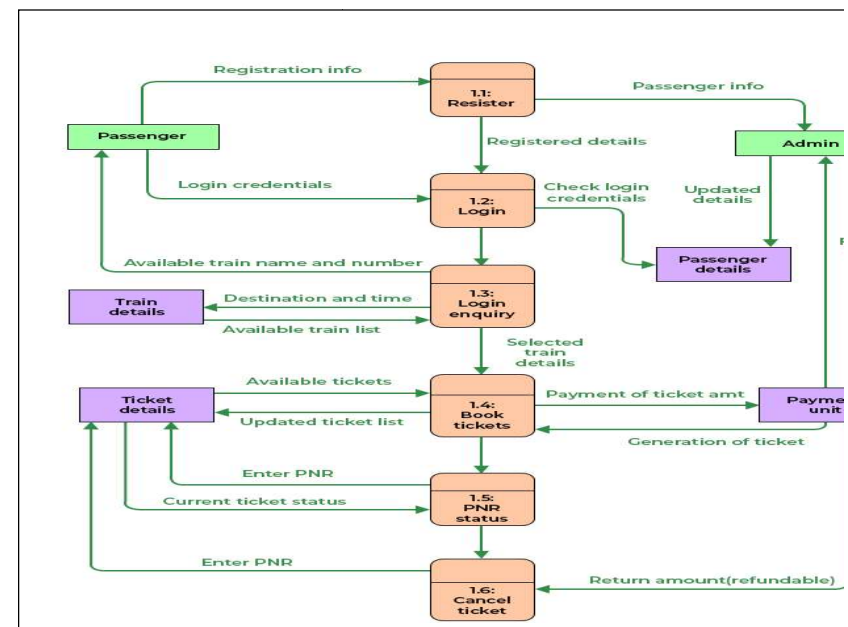 Registration info
1.1:
Resister
Passenger info
Passenger
Admin
Registered details
Login credentials
1.2:
Login
Check login
credentials
Updated
details
Available train name and number
Passenger
details
1.3:
Login
enquiry
Train
details
Destination and time
Available train list
Selected
train
details
Available tickets
Ticket
details
1.4:
Book
tickets
Payment of ticket amt
unit
Updated ticket list
Generation of ticket
Enter PNR
1.5:
PNR
status
Current ticket status
Enter PNR
1.6:
Cancel
ticket
Return amount(refundable)